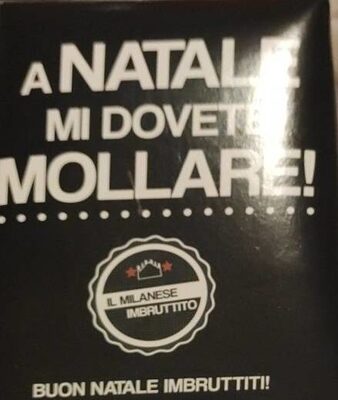 A NATALE
MI DOVETE
MOLLARE!
IL MILANESE
IMBRUTTITO
BUON NATALE IMBRUTTITI!